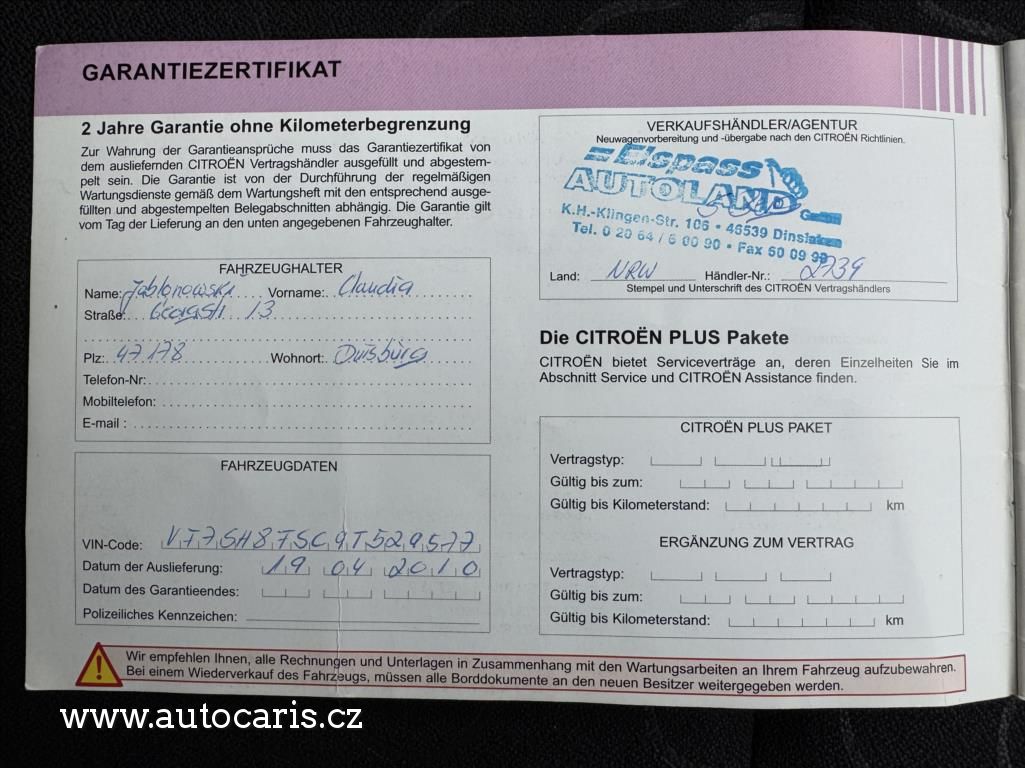 GARANTIEZERTIFIKAT
2 Jahre Garantie ohne Kilometerbegrenzung
Zur Wahrung der Garantieansprüche muss das Garantiezertifikat von
dem ausliefernden CITROËN Vertragshändler ausgefüllt und abgestem-
pelt sein. Die Garantie ist von der Durchführung der regelmäßigen
Wartungsdienste gemäß dem Wartungsheft mit den entsprechend ausge-
füllten und abgestempelten Belegabschnitten abhängig. Die Garantie gilt
vom Tag der Lieferung an den unten angegebenen Fahrzeughalter.
FAHRZEUGHALTER
Name: Jablonowski Vorname: Claudia
Straße: 13
Plz: 47178 Wohnort: Duisburg
Telefon-Nr:
Mobiltelefon:
E-mail :
FAHRZEUGDATEN
VIN-Code: VF7SH8FSC9T529577
Datum der Auslieferung: 19 04 2010
Datum des Garantieendes:
Polizeiliches Kennzeichen:
VERKAUFSHÄNDLER/AGENTUR
Neuwagenvorbereitung und -übergabe nach den CITROËN Richtlinien.
Elspass
AUTOLAND GmbH
K.H.-Klingen-Str. 106 • 46539 Dinslaken
Tel. 0 20 64 / 6 00 90 • Fax 60 09 99
Land: NRW Händler-Nr.: 2739
Stempel und Unterschrift des CITROËN Vertragshändlers
Die CITROËN PLUS Pakete
CITROËN bietet Serviceverträge an, deren Einzelheiten Sie im
Abschnitt Service und CITROËN Assistance finden.
CITROËN PLUS PAKET
Vertragstyp:
Gültig bis zum:
Gültig bis Kilometerstand: km
ERGÄNZUNG ZUM VERTRAG
Vertragstyp:
Gültig bis zum:
Gültig bis Kilometerstand: km
Wir empfehlen Ihnen, alle Rechnungen und Unterlagen in Zusammenhang mit den Wartungsarbeiten an Ihrem Fahrzeug aufzubewahren.
Bei einem Wiederverkauf des Fahrzeugs, müssen alle Borddokumente an den neuen Besitzer weitergegeben werden.
www.autocaris.cz